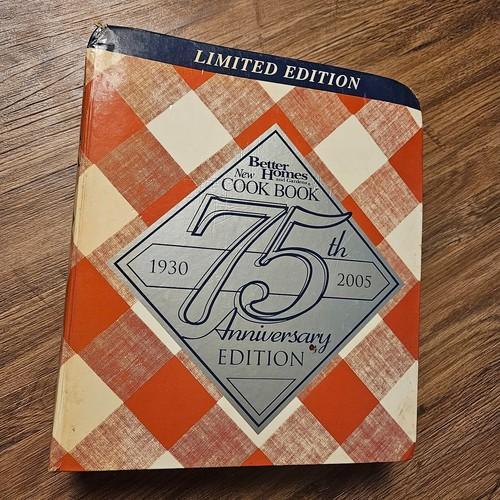 LIMITED EDITION
Better
New Homes
and Gardens
COOK BOOK
75th
1930
2005
Anniversary
EDITION